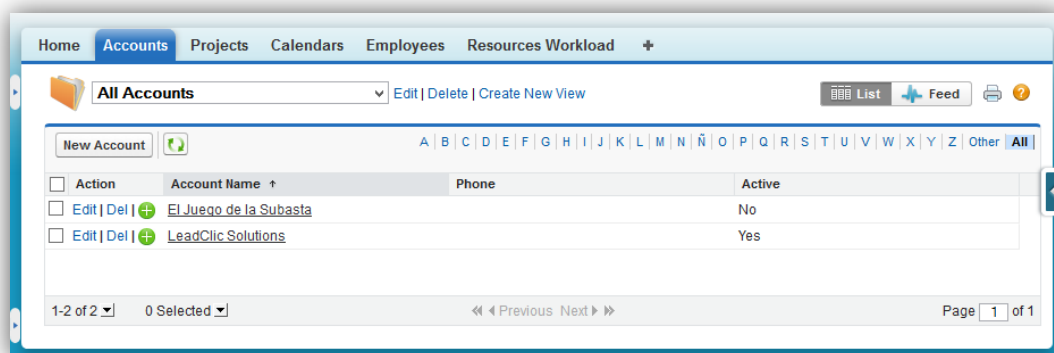 Home Accounts Projects Calendars Employees Resources Workload +
All Accounts Edit | Delete | Create New View List Feed ?
New Account A | B | C | D | E | F | G | H | I | J | K | L | M | N | Ñ | O | P | Q | R | S | T | U | V | W | X | Y | Z | Other | All |
Action Account Name ↑ Phone Active
Edit | Del | El Juego de la Subasta No
Edit | Del | LeadClic Solutions Yes
1-2 of 2 0 Selected Previous Next Page 1 of 1